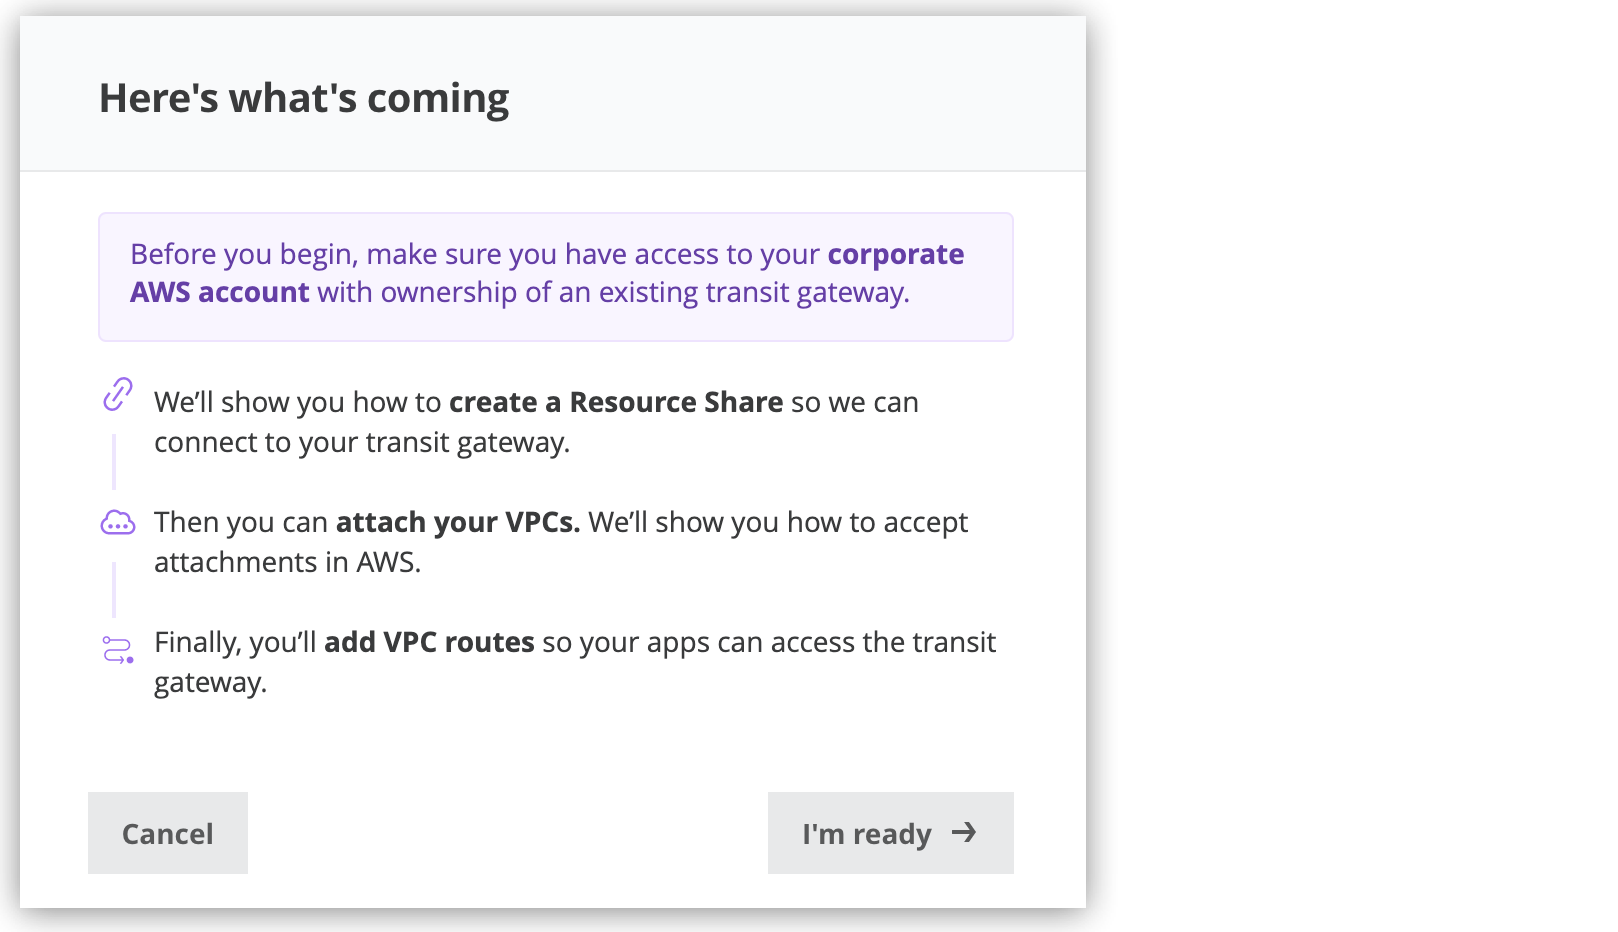 Here's what's coming
Before you begin, make sure you have access to your corporate
AWS account with ownership of an existing transit gateway.
We’ll show you how to create a Resource Share so we can
connect to your transit gateway.
Then you can attach your VPCs. We’ll show you how to accept
attachments in AWS.
Finally, you’ll add VPC routes so your apps can access the transit
gateway.
Cancel
I'm ready